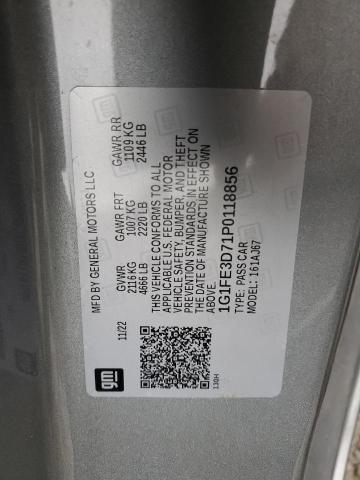 MFD BY GENERAL MOTORS LLC
11/22 GVWR GAWR FRT GAWR RR
2116 KG 1007 KG 1109 KG
4666 LB 2220 LB 2446 LB
THIS VEHICLE CONFORMS TO ALL
APPLICABLE U.S. FEDERAL MOTOR
VEHICLE SAFETY, BUMPER, AND THEFT
PREVENTION STANDARDS IN EFFECT ON
THE DATE OF MANUFACTURE SHOWN
ABOVE.
1G1FE3D71P0118856
TYPE: PASS CAR
MODEL: 161AJ67
gm
130H